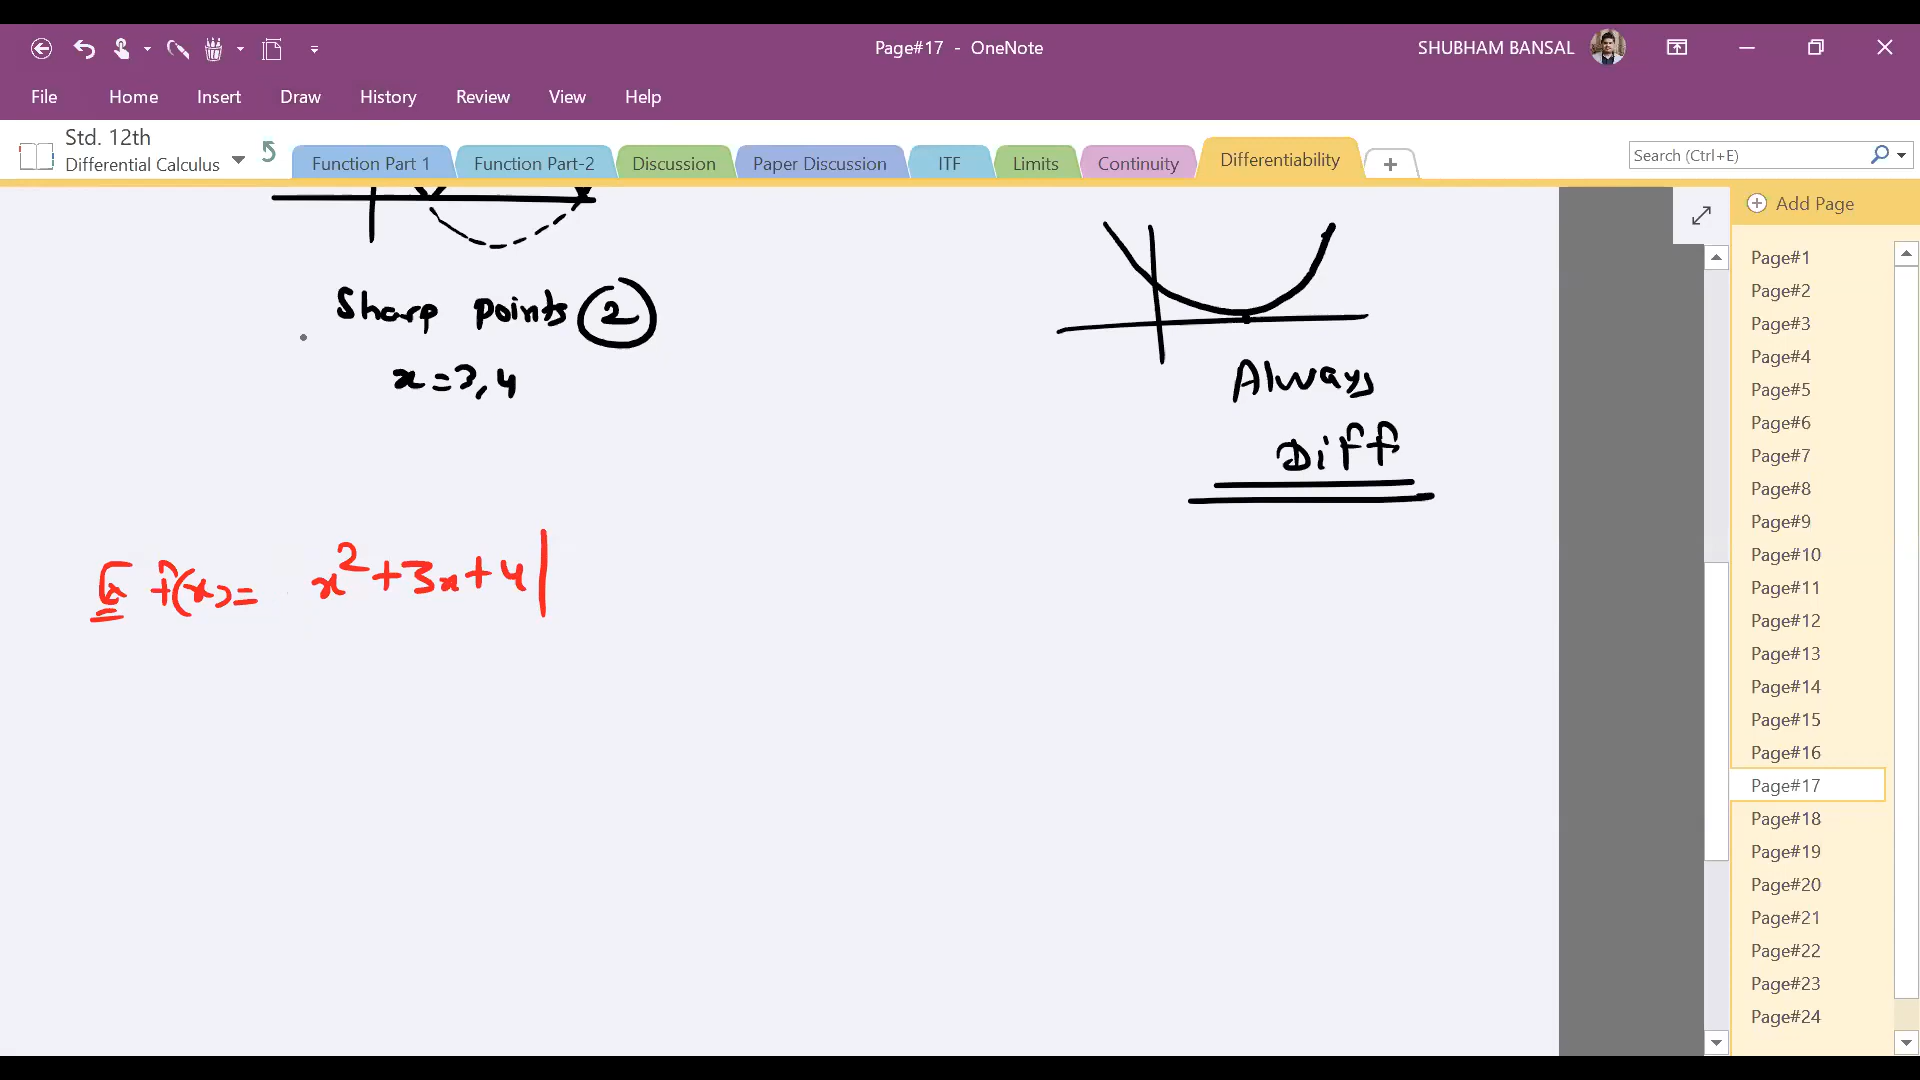 Page#17 - OneNote
SHUBHAM BANSAL
File Home Insert Draw History Review View Help
Std. 12th
Differential Calculus
Function Part 1
Function Part-2
Discussion
Paper Discussion
ITF
Limits
Continuity
Differentiability
+
Search (Ctrl+E)
Sharp points 2
x = 3, 4
Always
Diff
Ex f(x) = x² + 3x + 4 |
Add Page
Page#1
Page#2
Page#3
Page#4
Page#5
Page#6
Page#7
Page#8
Page#9
Page#10
Page#11
Page#12
Page#13
Page#14
Page#15
Page#16
Page#17
Page#18
Page#19
Page#20
Page#21
Page#22
Page#23
Page#24